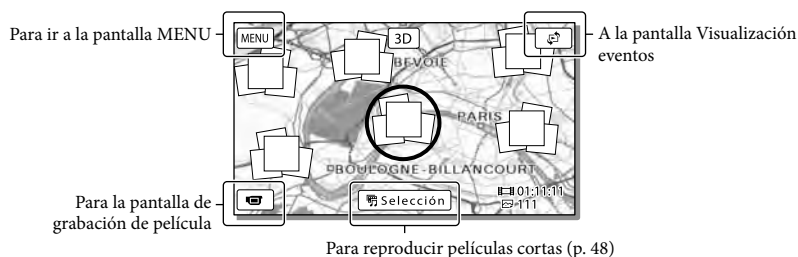 Para ir a la pantalla MENU
MENU
3D
A la pantalla Visualización
eventos
BEVOIE
PARIS
BOULOGNE-BILLANCOURT
01:11:11
111
Selección
Para la pantalla de
grabación de película
Para reproducir películas cortas (p. 48)